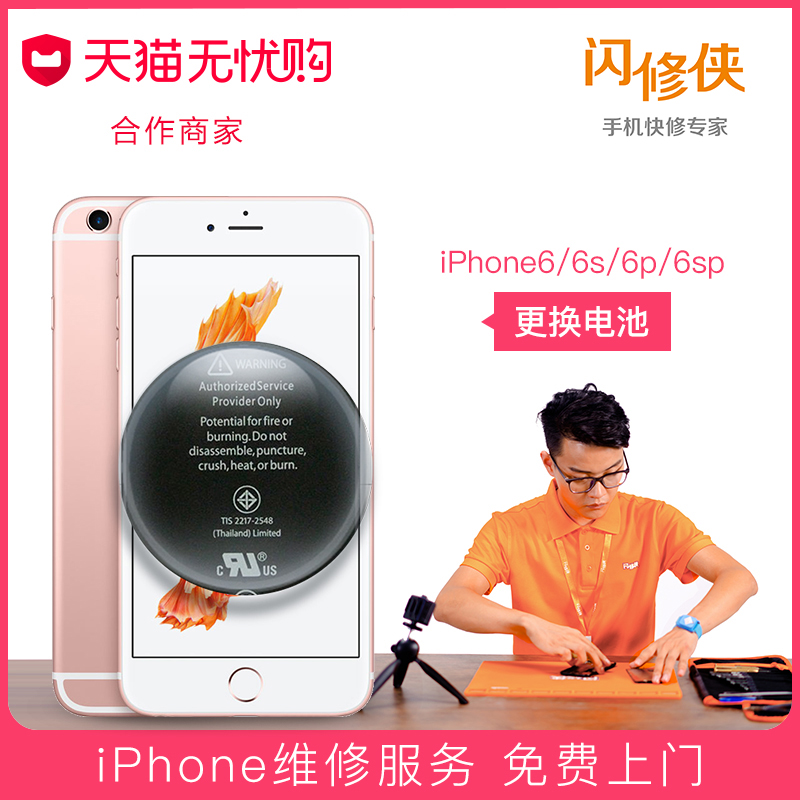 天猫无忧购
合作商家
闪修侠
手机快修专家
iPhone6/6s/6p/6sp
更换电池
WARNING
Authorized Service
Provider Only
Potential for fire or
burning. Do not
disassemble, puncture,
crush, heat, or burn.
TIS 2217-2548
(Thailand) Limited
c RU ® US
iPhone维修服务 免费上门